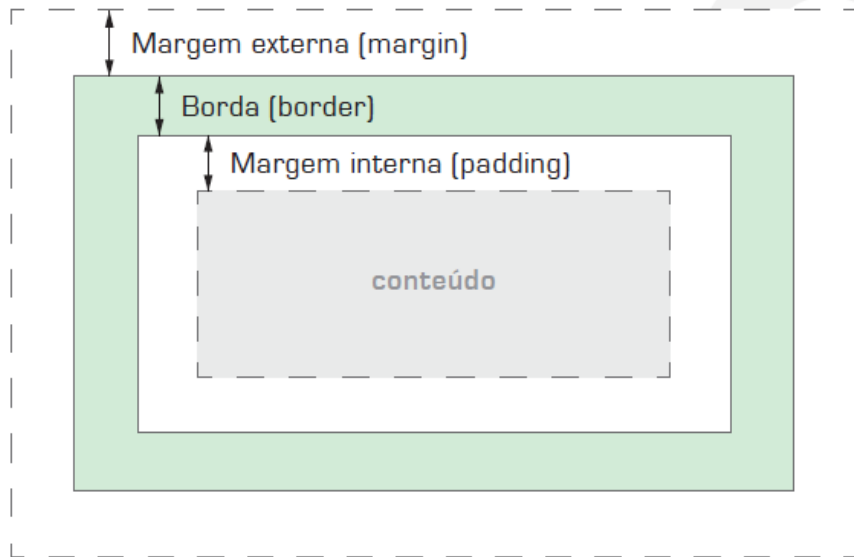 Margem externa (margin)
Borda (border)
Margem interna (padding)
conteúdo